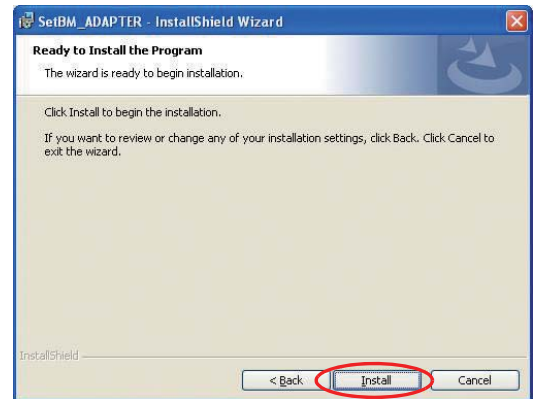 SetBM_ADAPTER - InstallShield Wizard
Ready to Install the Program
The wizard is ready to begin installation.
Click Install to begin the installation.
If you want to review or change any of your installation settings, click Back. Click Cancel to
exit the wizard.
InstallShield
< Back Install Cancel